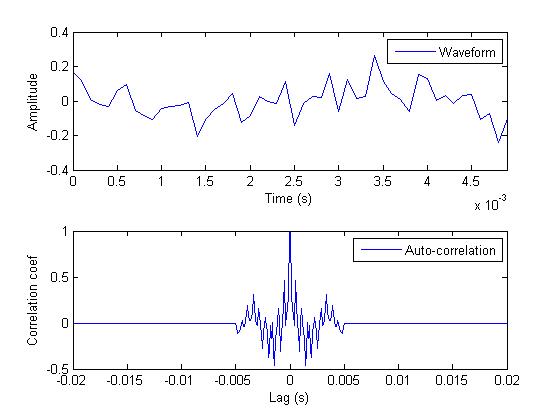 0.4
0.2
0
-0.2
-0.4
Amplitude
Waveform
0 0.5 1 1.5 2 2.5 3 3.5 4 4.5
Time (s)
x 10⁻³
1
0.5
0
-0.5
Correlation coef
Auto-correlation
-0.02 -0.015 -0.01 -0.005 0 0.005 0.01 0.015 0.02
Lag (s)